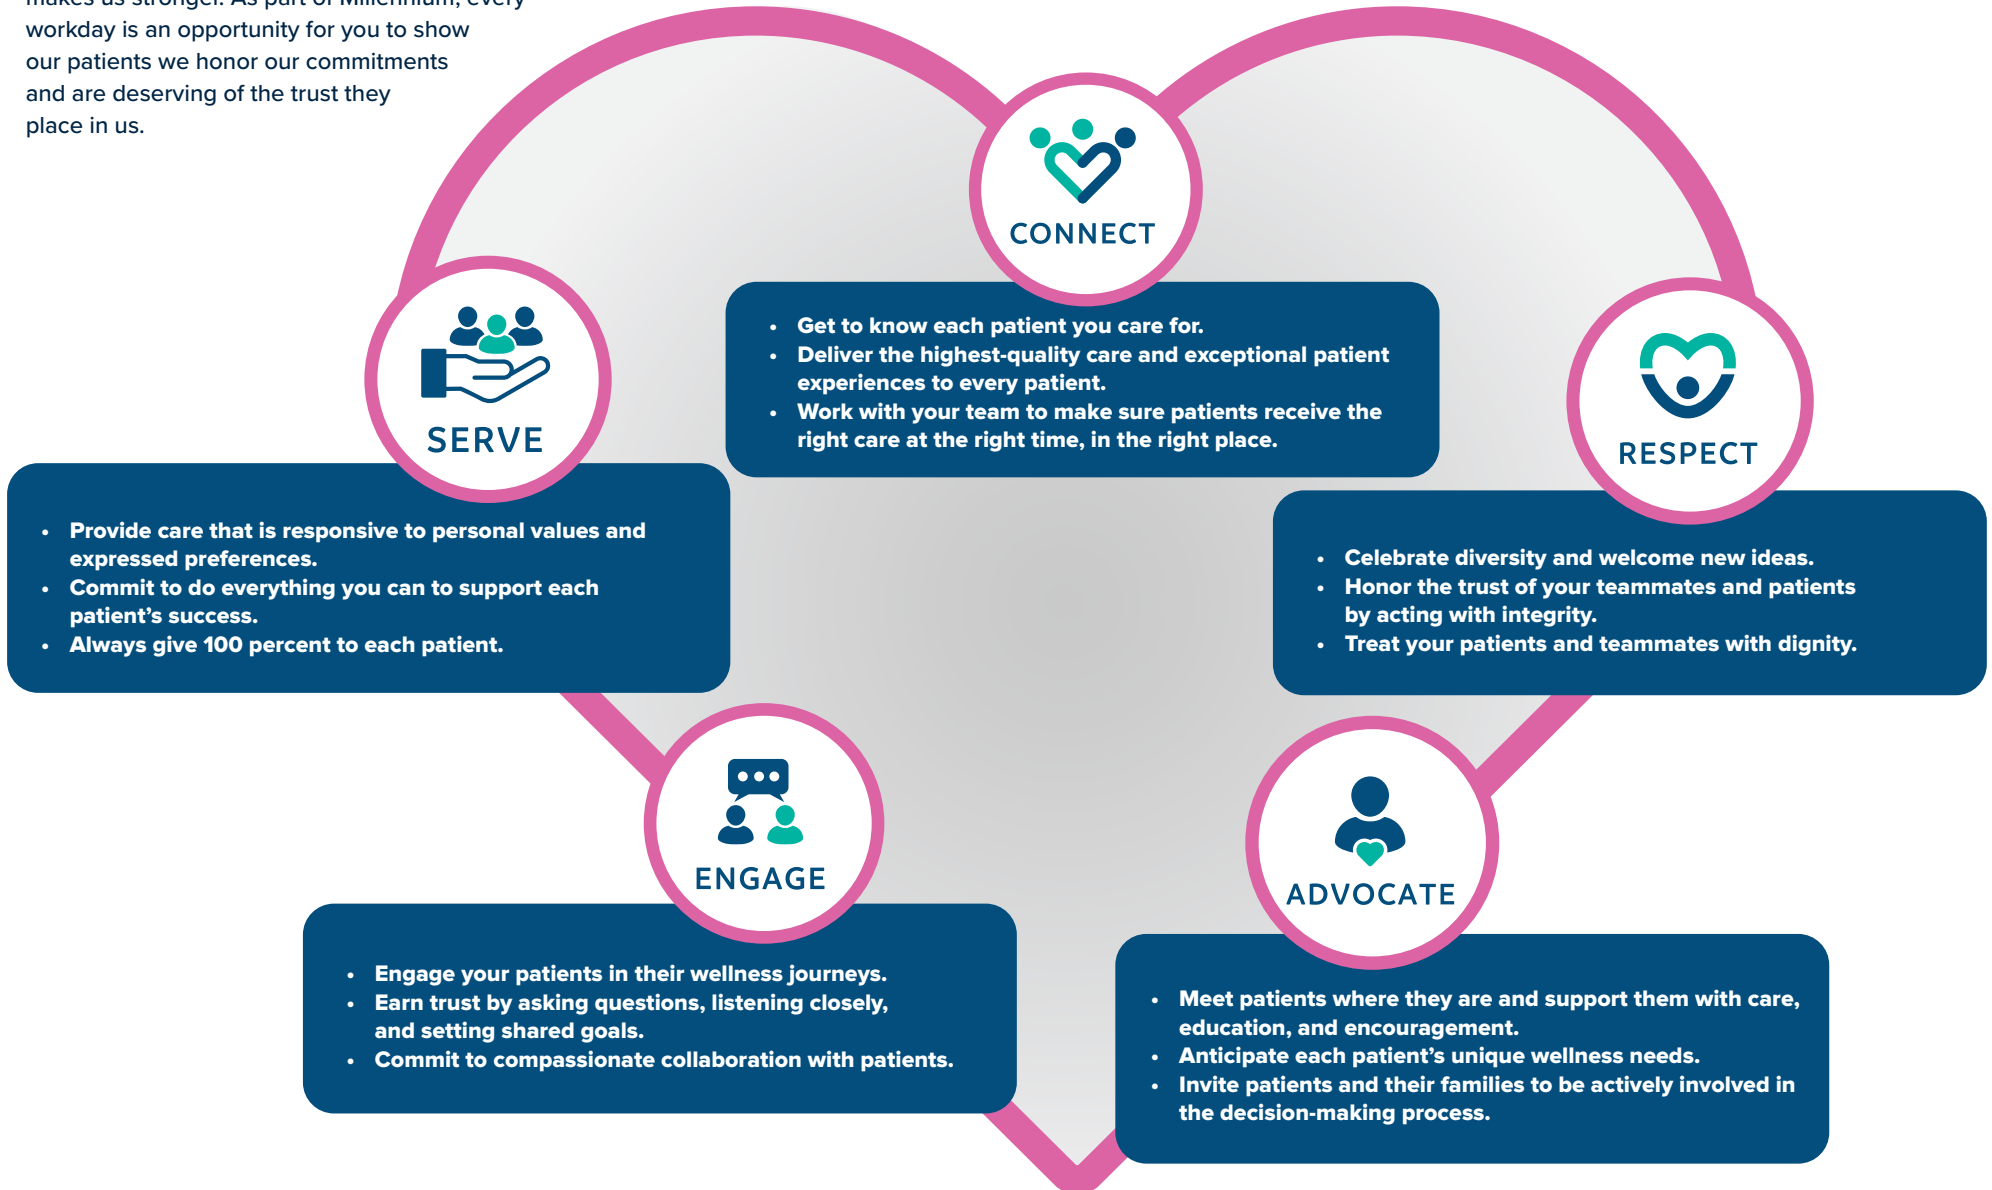 makes us stronger. As part of Millennium, every
workday is an opportunity for you to show
our patients we honor our commitments
and are deserving of the trust they
place in us.
CONNECT
• Get to know each patient you care for.
• Deliver the highest-quality care and exceptional patient
experiences to every patient.
• Work with your team to make sure patients receive the
right care at the right time, in the right place.
SERVE
• Provide care that is responsive to personal values and
expressed preferences.
• Commit to do everything you can to support each
patient’s success.
• Always give 100 percent to each patient.
RESPECT
• Celebrate diversity and welcome new ideas.
• Honor the trust of your teammates and patients
by acting with integrity.
• Treat your patients and teammates with dignity.
ENGAGE
• Engage your patients in their wellness journeys.
• Earn trust by asking questions, listening closely,
and setting shared goals.
• Commit to compassionate collaboration with patients.
ADVOCATE
• Meet patients where they are and support them with care,
education, and encouragement.
• Anticipate each patient’s unique wellness needs.
• Invite patients and their families to be actively involved in
the decision-making process.